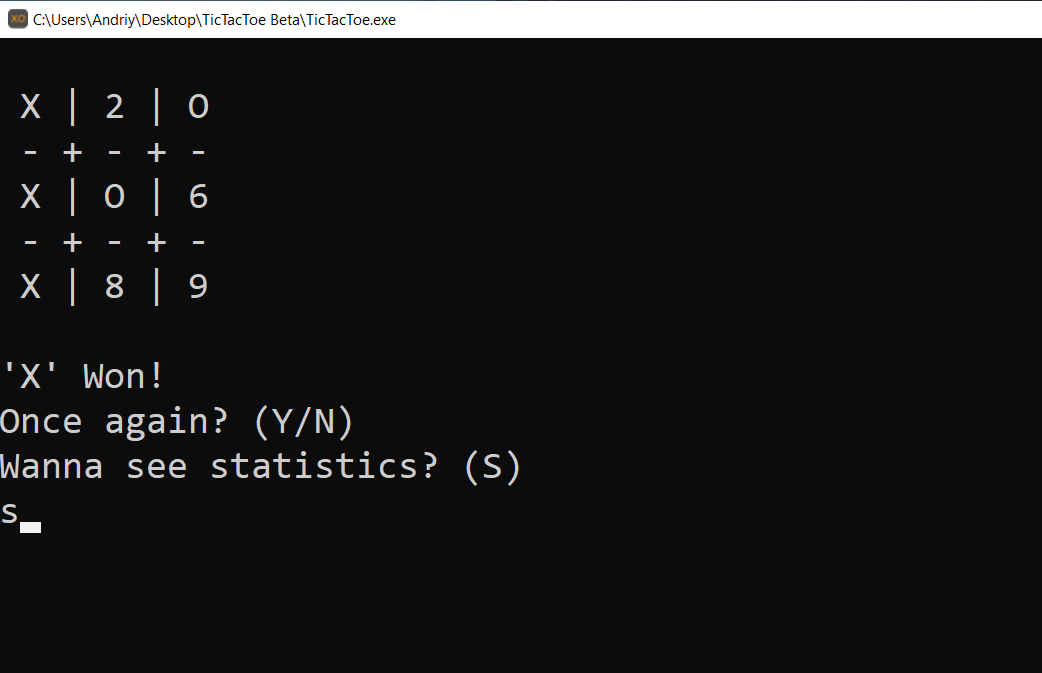 XO C:\Users\Andriy\Desktop\TicTacToe Beta\TicTacToe.exe
X | 2 | O
- + - + -
X | O | 6
- + - + -
X | 8 | 9
'X' Won!
Once again? (Y/N)
Wanna see statistics? (S)
s